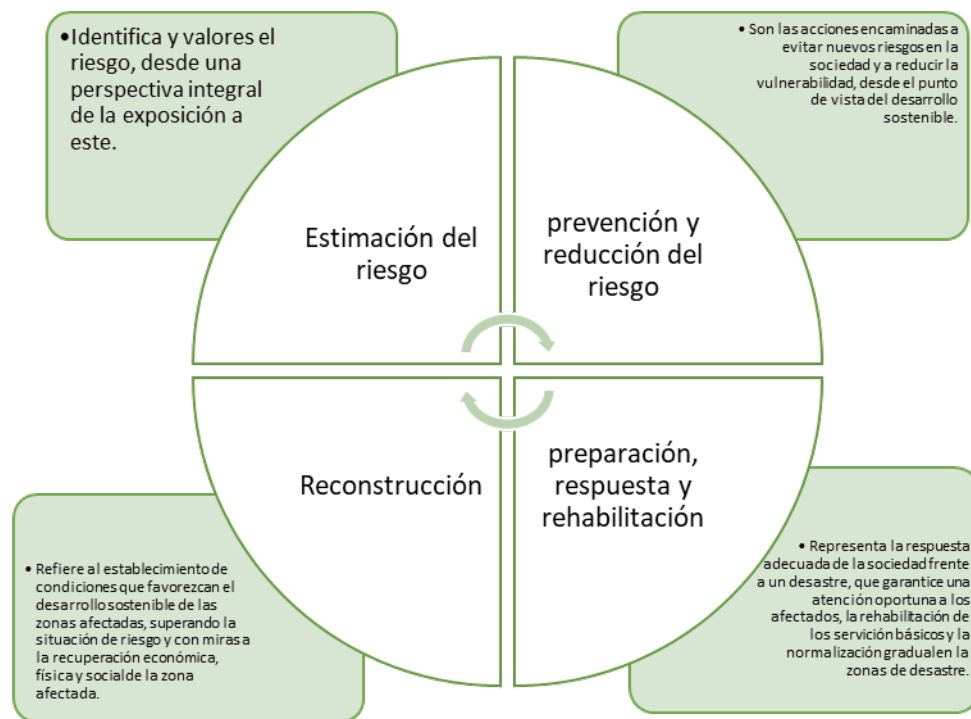 •Identifica y valores el
riesgo, desde una
perspectiva integral
de la exposición a
este.
• Son las acciones encaminadas a
evitar nuevos riesgos en la
sociedad y a reducir la
vulnerabilidad, desde el punto
de vista del desarrollo
sostenible.
Estimación del
riesgo
prevención y
reducción del
riesgo
Reconstrucción
preparación,
respuesta y
rehabilitación
• Refiere al establecimiento de
condiciones que favorezcan el
desarrollo sostenible de las
zonas afectadas, superando la
situación de riesgo y con miras a
la recuperación económica,
física y social de la zona
afectada.
• Representa la respuesta
adecuada de la sociedad frente
a un desastre, que garantice una
atención oportuna a los
afectados, la rehabilitación de
los servición básicos y la
normalización gradual en la
zonas de desastre.